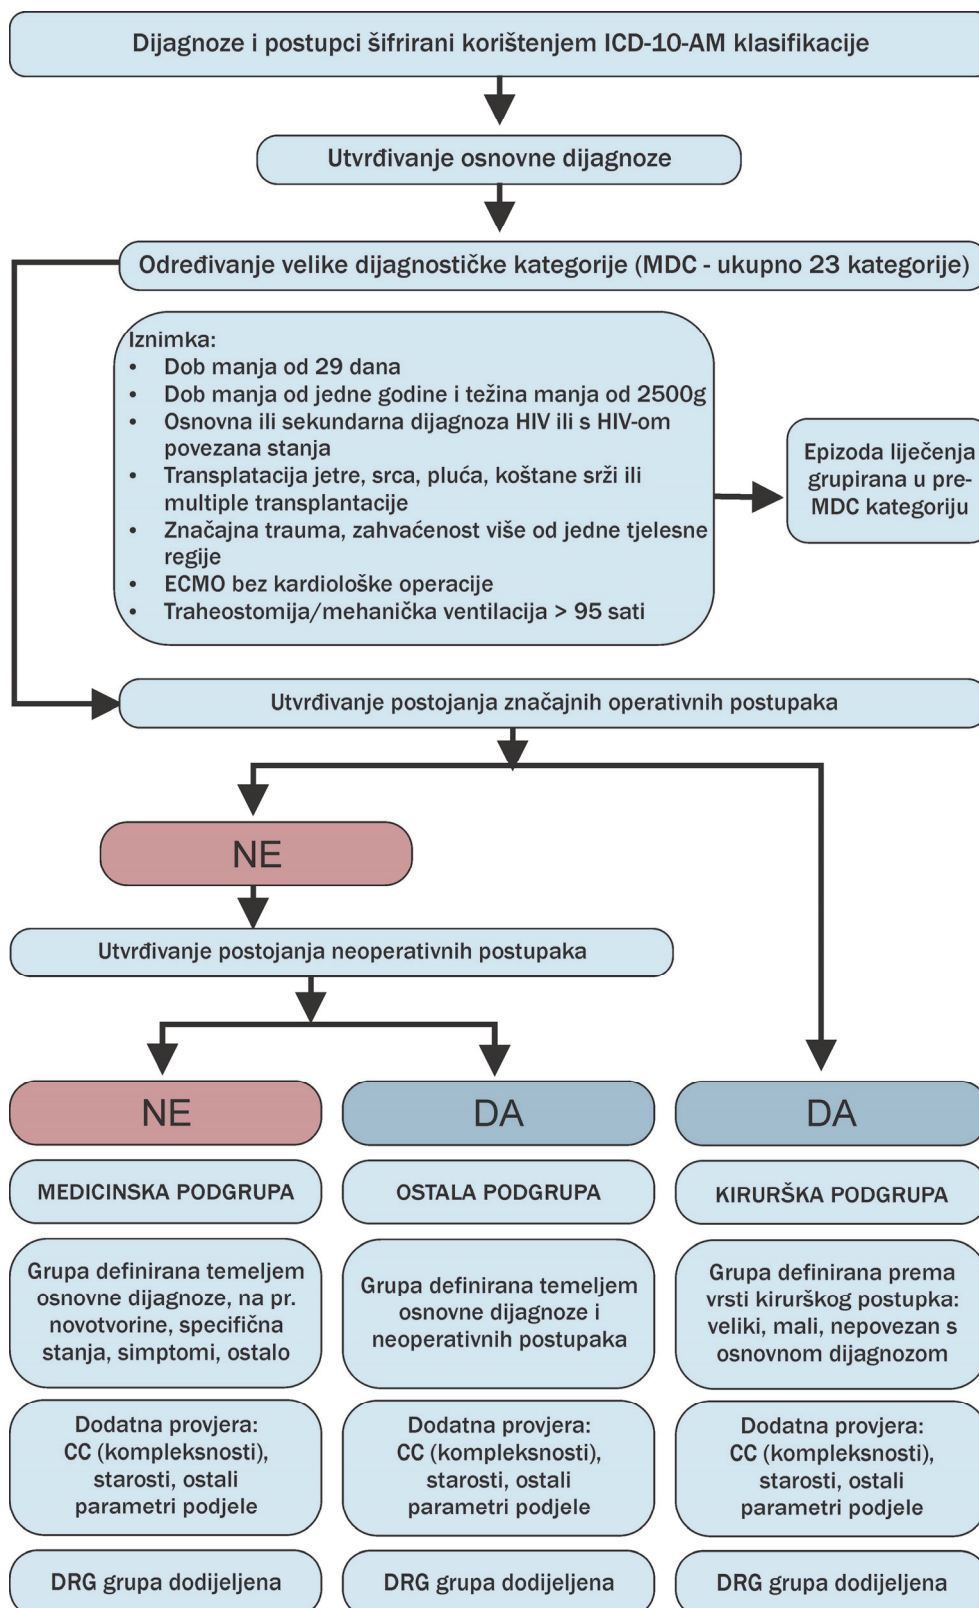 Dijagnoze i postupci šifrirani korištenjem ICD-10-AM klasifikacije
Utvrđivanje osnovne dijagnoze
Određivanje velike dijagnostičke kategorije (MDC - ukupno 23 kategorije)
Iznimka:
• Dob manja od 29 dana
• Dob manja od jedne godine i težina manja od 2500g
• Osnovna ili sekundarna dijagnoza HIV ili s HIV-om
povezana stanja
• Transplatacija jetre, srca, pluća, koštane srži ili
multiple transplantacije
• Značajna trauma, zahvaćenost više od jedne tjelesne
regije
• ECMO bez kardiološke operacije
• Traheostomija/mehanička ventilacija > 95 sati
Epizoda liječenja
grupirana u pre-
MDC kategoriju
Utvrđivanje postojanja značajnih operativnih postupaka
NE
Utvrđivanje postojanja neoperativnih postupaka
NE
DA
DA
MEDICINSKA PODGRUPA
OSTALA PODGRUPA
KIRURŠKA PODGRUPA
Grupa definirana temeljem
osnovne dijagnoze, na pr.
novotvorine, specifična
stanja, simptomi, ostalo
Grupa definirana temeljem
osnovne dijagnoze i
neoperativnih postupaka
Grupa definirana prema
vrsti kirurškog postupka:
veliki, mali, nepovezan s
osnovnom dijagnozom
Dodatna provjera:
CC (kompleksnosti),
starosti, ostali
parametri podjele
Dodatna provjera:
CC (kompleksnosti),
starosti, ostali
parametri podjele
Dodatna provjera:
CC (kompleksnosti),
starosti, ostali
parametri podjele
DRG grupa dodijeljena
DRG grupa dodijeljena
DRG grupa dodijeljena